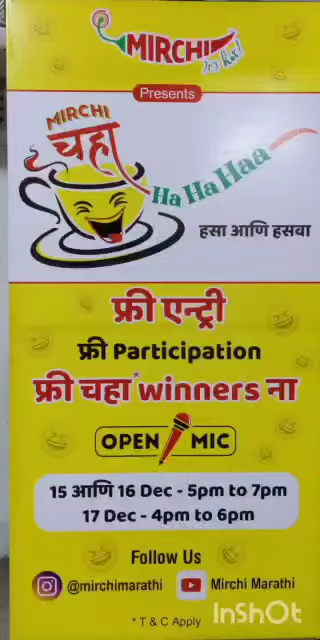 MIRCHI
It's Hot!
Presents
MIRCHI
चहा
Ha Ha Haa
हसा आणि हसवा
फ्री एन्ट्री
फ्री Participation
फ्री चहा* winners ना
OPEN MIC
15 आणि 16 Dec - 5pm to 7pm
17 Dec - 4pm to 6pm
Follow Us
@mirchimarathi Mirchi Marathi
* T & C Apply
InShOt